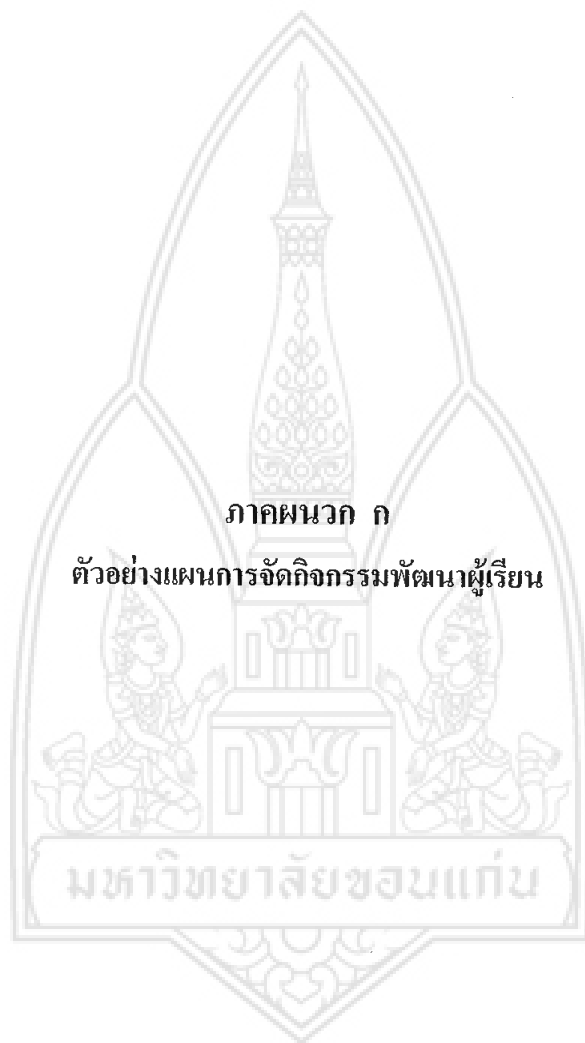 ภาคผนวก ก
ตัวอย่างแผนการจัดกิจกรรมพัฒนาผู้เรียน
มหาวิทยาลัยขอนแก่น